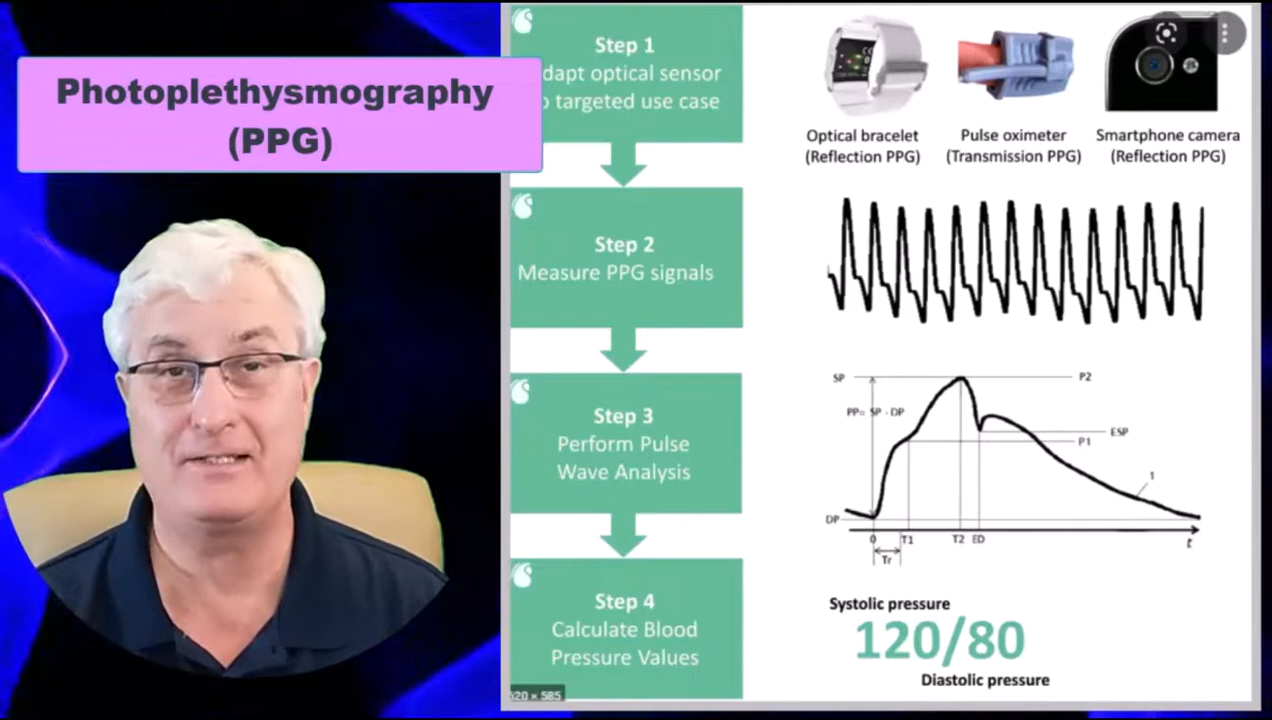 Photoplethysmography
(PPG)
Step 1
dapt optical sensor
o targeted use case
Step 2
Measure PPG signals
Step 3
Perform Pulse
Wave Analysis
Step 4
Calculate Blood
Pressure Values
620 × 585
Optical bracelet
(Reflection PPG)
Pulse oximeter
(Transmission PPG)
Smartphone camera
(Reflection PPG)
SP
P2
PP= SP - DP
ESP
P1
1
DP
0 T1 T2 ED
t
Tr
Systolic pressure
120/80
Diastolic pressure